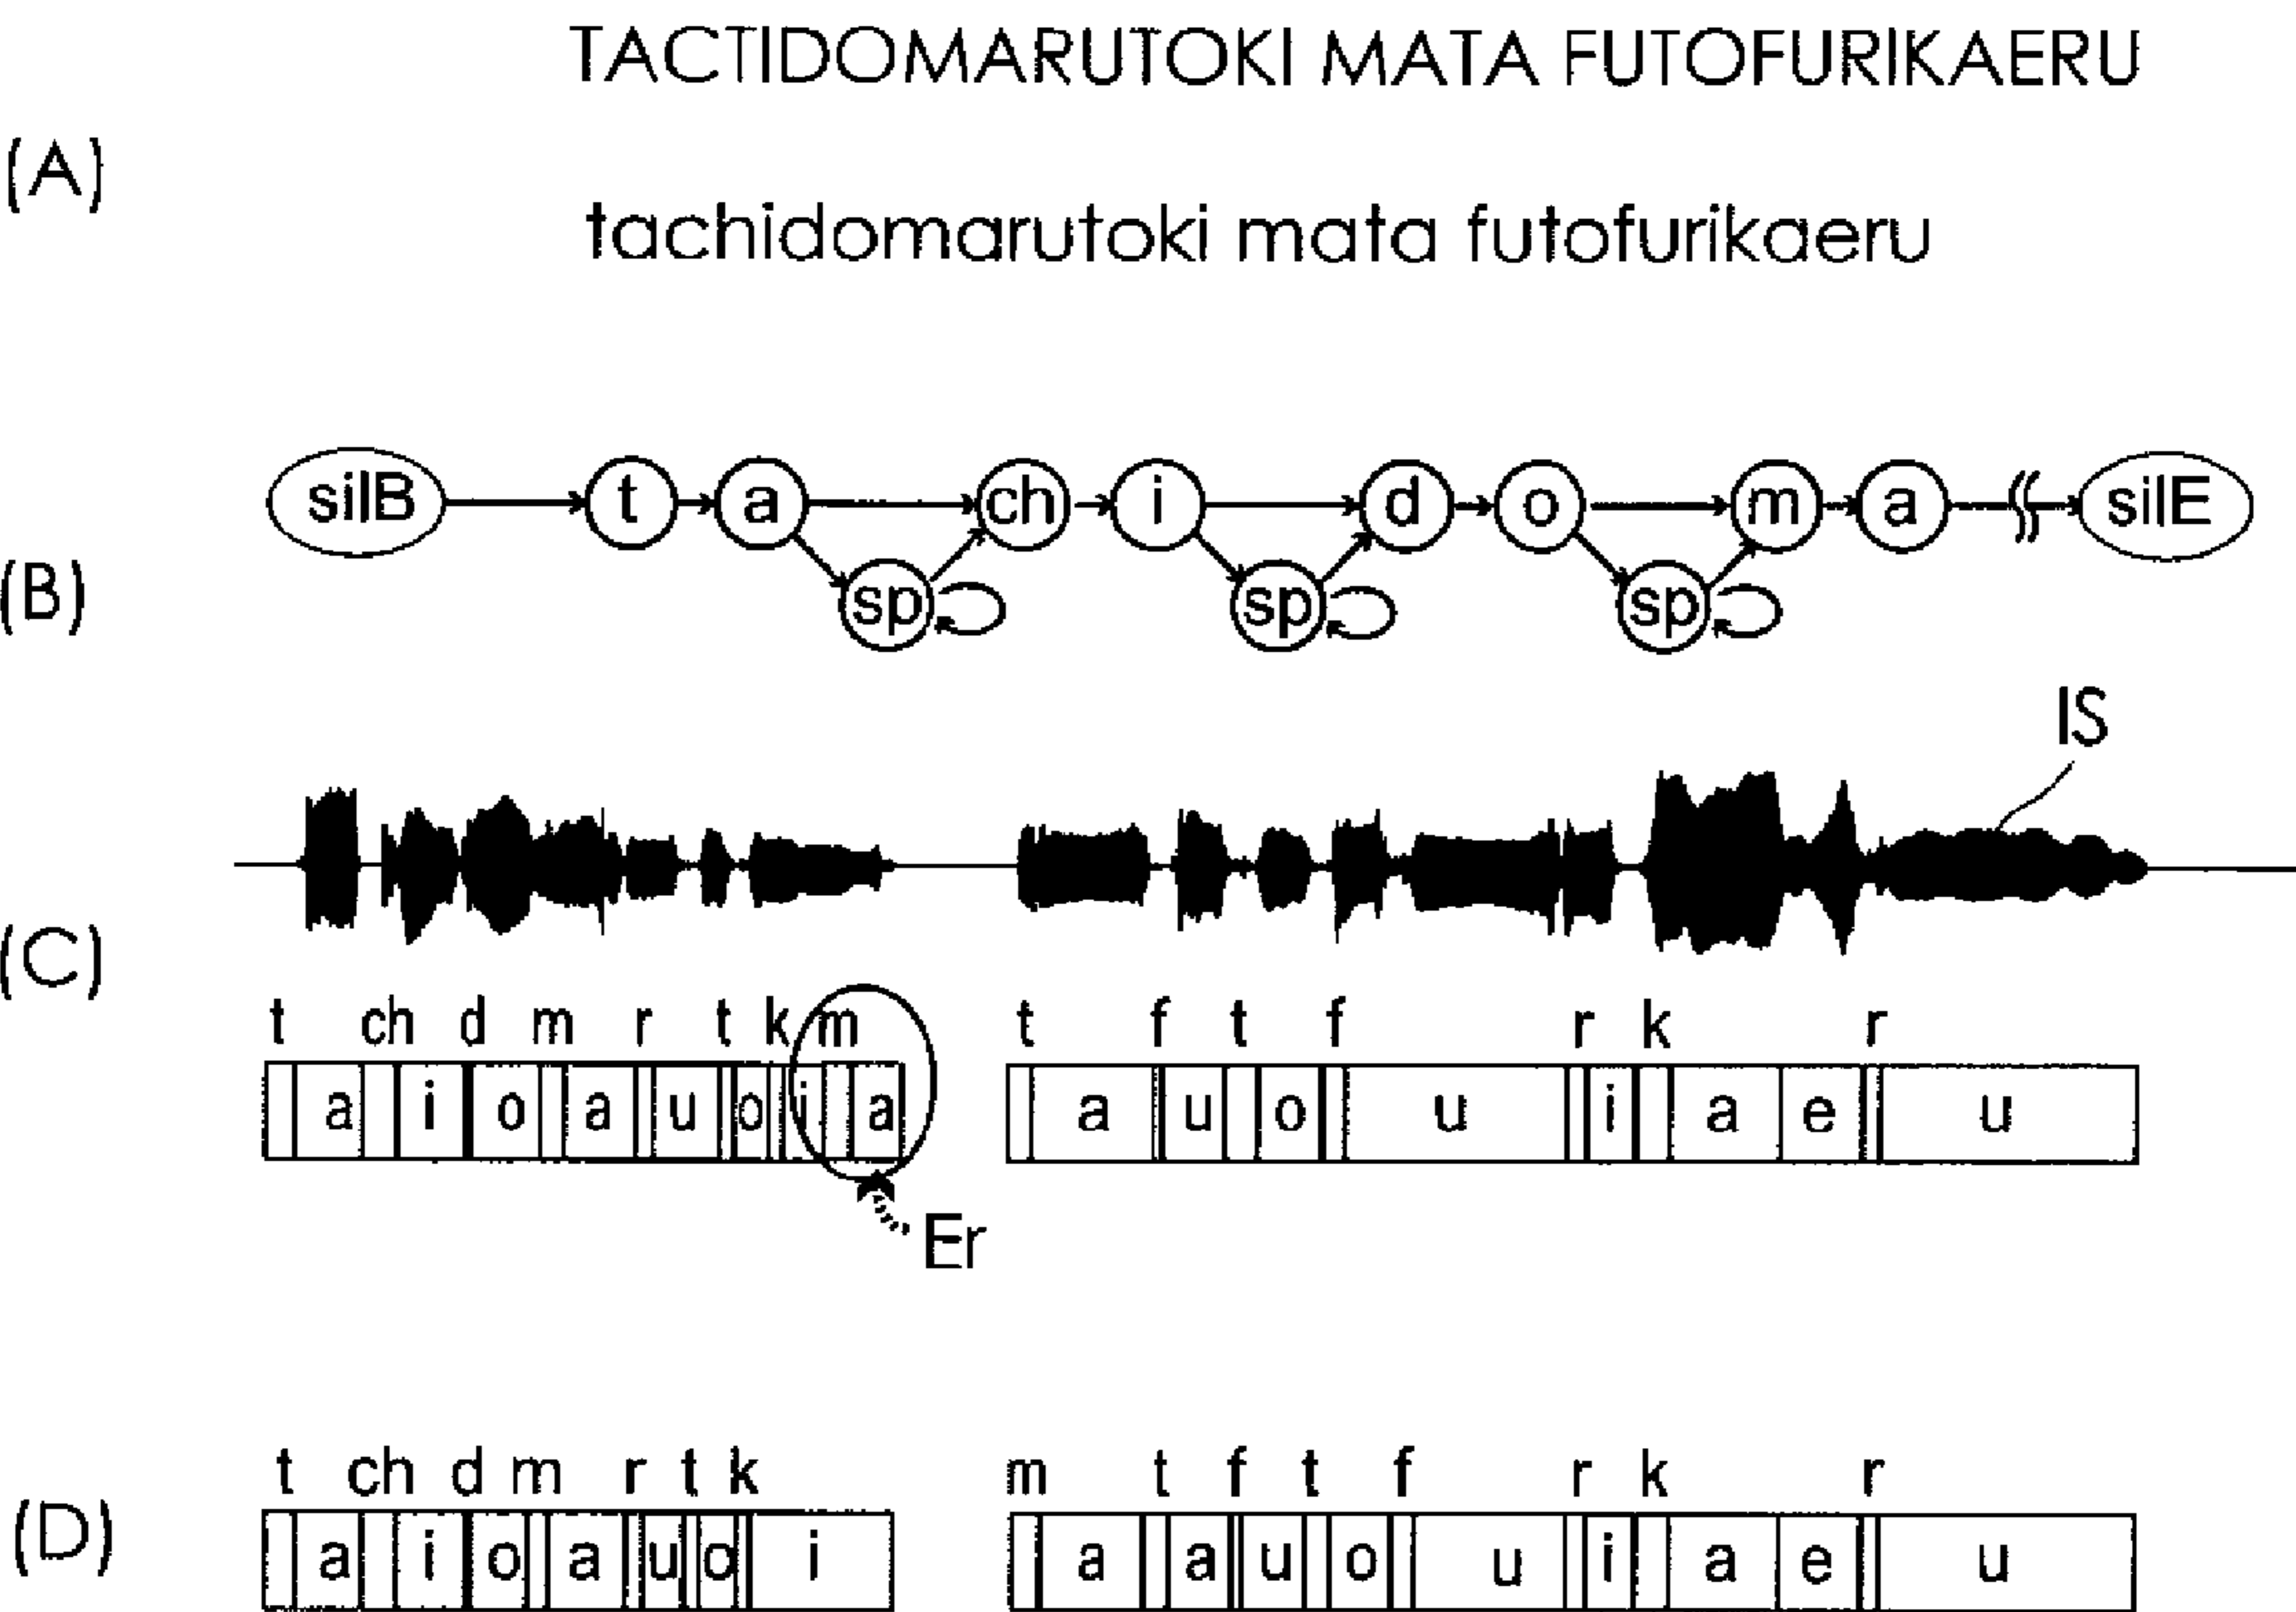 TACTIDOMARUTOKI MATA FUTOFURIKAERU
(A)
tachidomarutoki mata futofurikaeru
silB t a ch i d o m a silE
(B)
sp sp sp
IS
(C)
t ch d m r t k m t f t f r k r
a i o a u o i a a u o u i a e u
Er
t ch d m r t k m t f t f r k r
(D)
a i o a u o i a a u o u i a e u